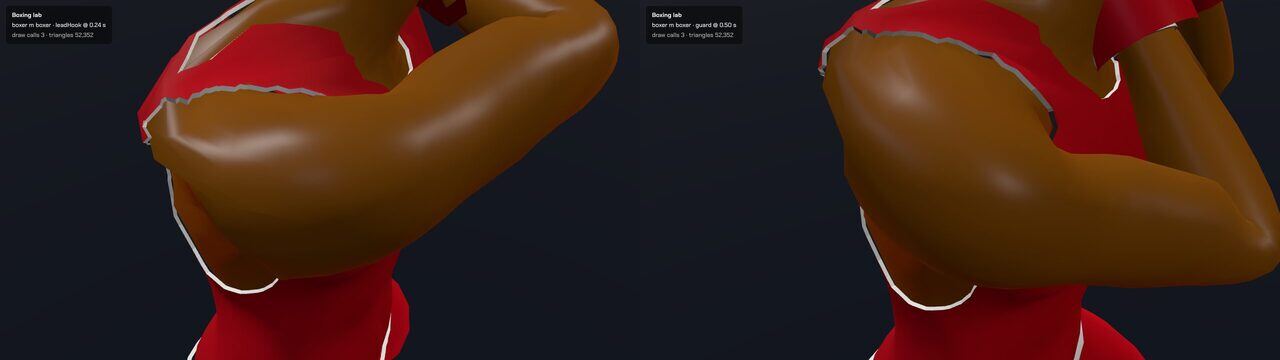 Boxing lab
boxer m boxer · leadHook @ 0.24 s
draw calls 3 · triangles 52,352
Boxing lab
boxer m boxer · guard @ 0.50 s
draw calls 3 · triangles 52,352